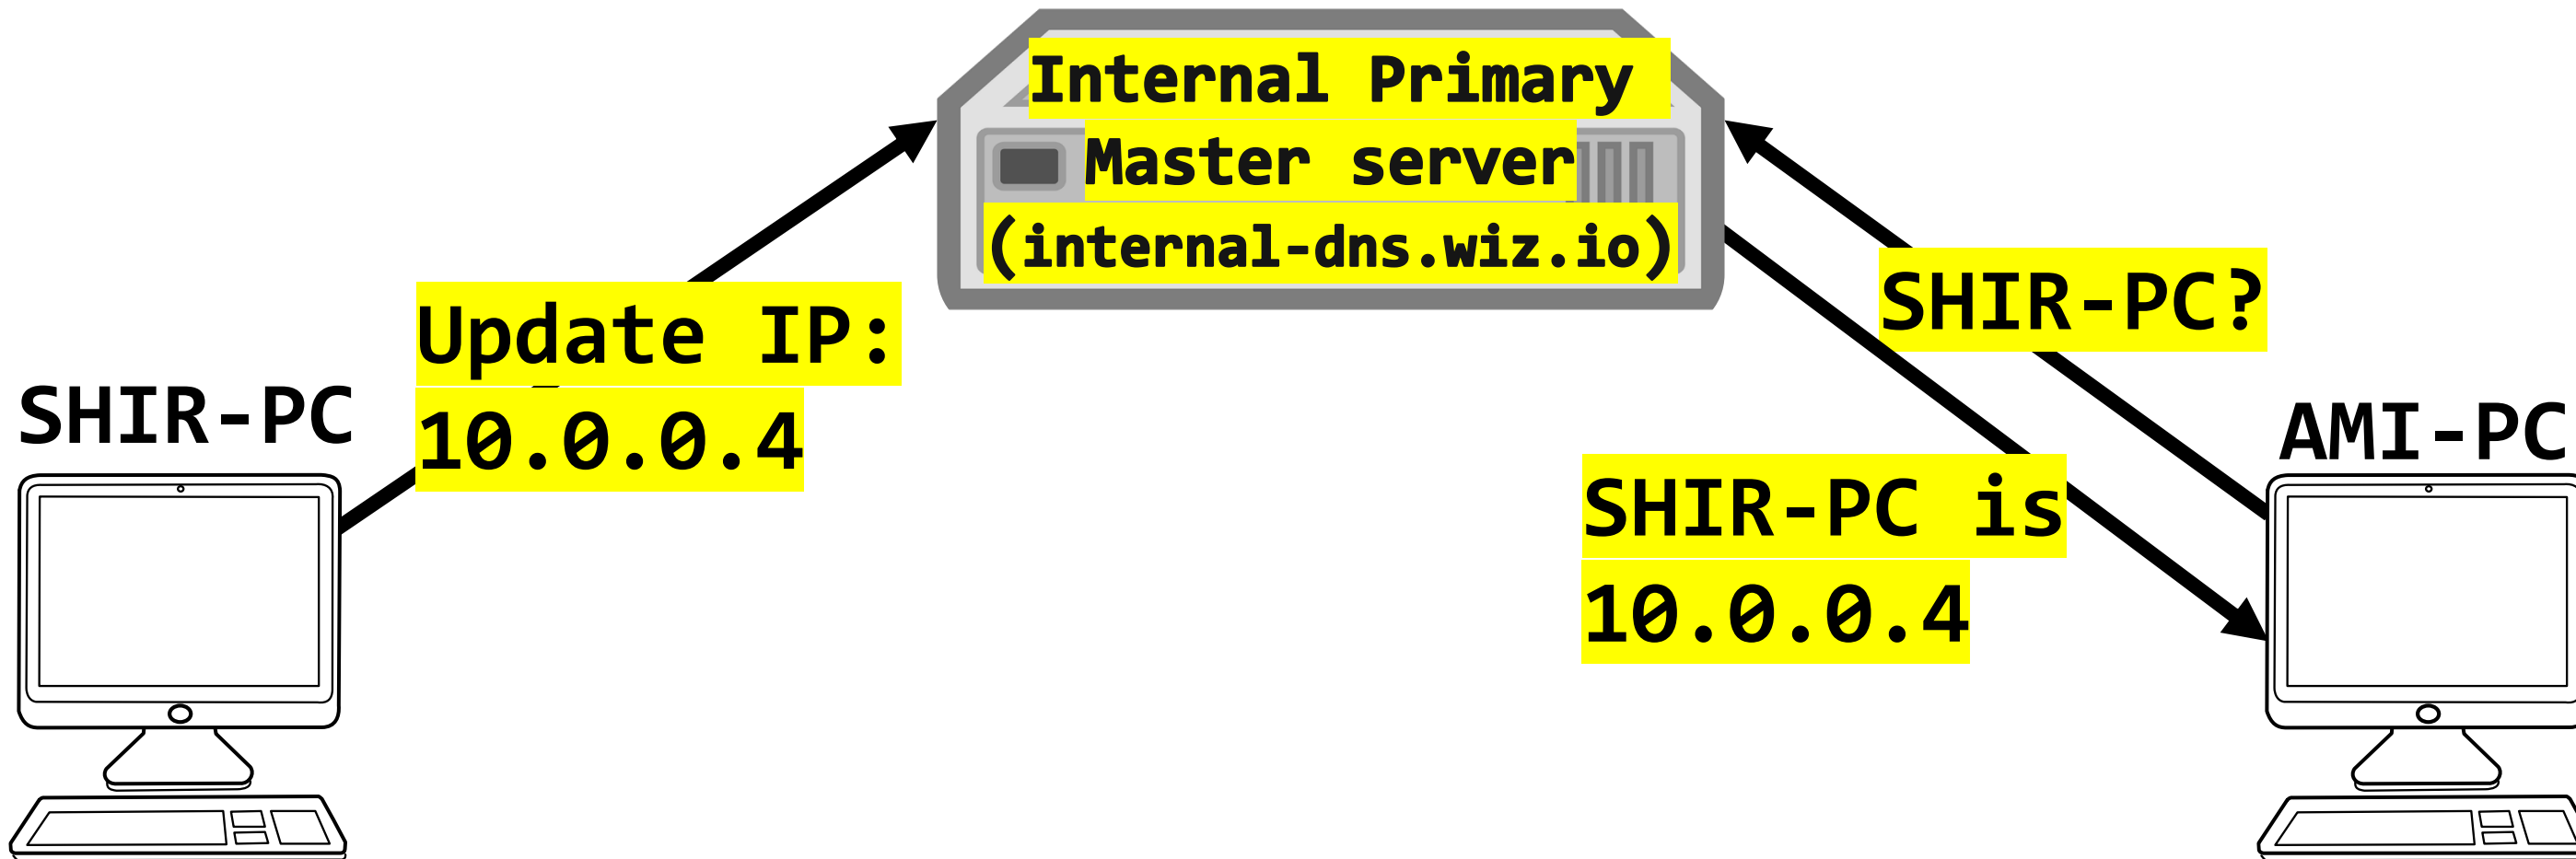 Internal Primary
Master server
(internal-dns.wiz.io)
SHIR-PC?
Update IP:
10.0.0.4
SHIR-PC
AMI-PC
SHIR-PC is
10.0.0.4